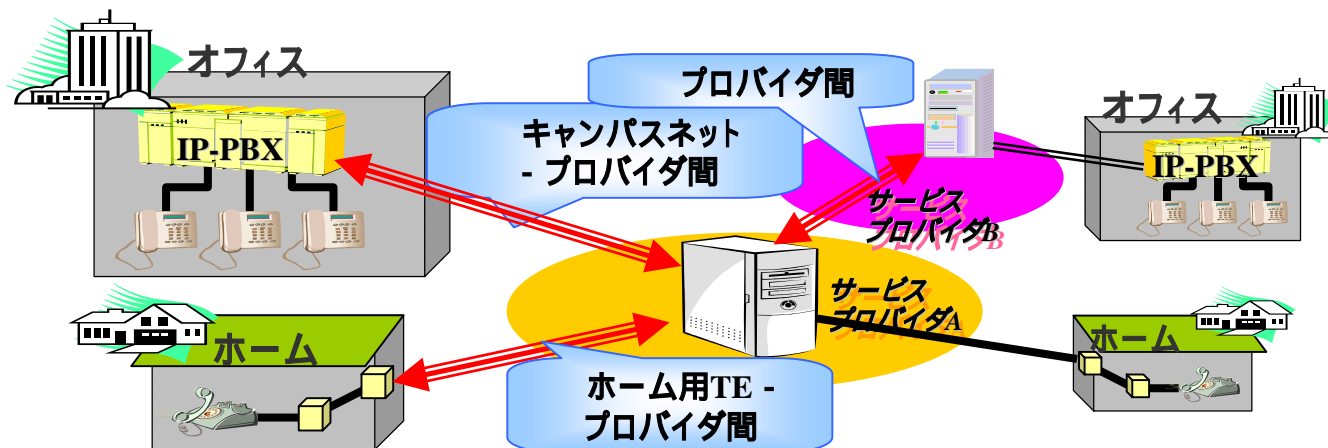 オフィス
IP-PBX
キャンパスネット
- プロバイダ間
プロバイダ間
オフィス
IP-PBX
サービス
プロバイダB
サービス
プロバイダA
ホーム
ホーム用TE -
プロバイダ間
ホーム